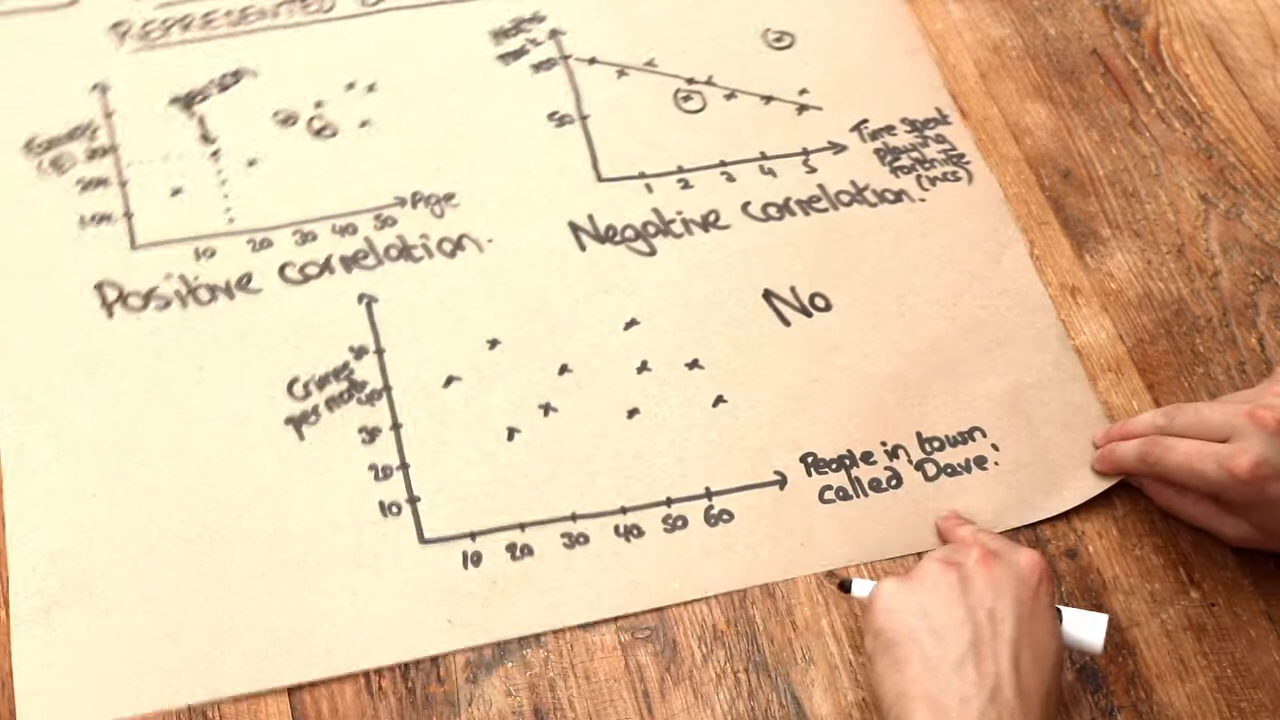 REPRESENTED
Age
10 20 30 40 50
Positive correlation.
50
Time spent
playing
Fortnite
(hrs)
1 2 3 4 5
Negative correlation.
No
Crimes
per
40
30
20
10
10 20 30 40 50 60
People in town
called 'Dave'